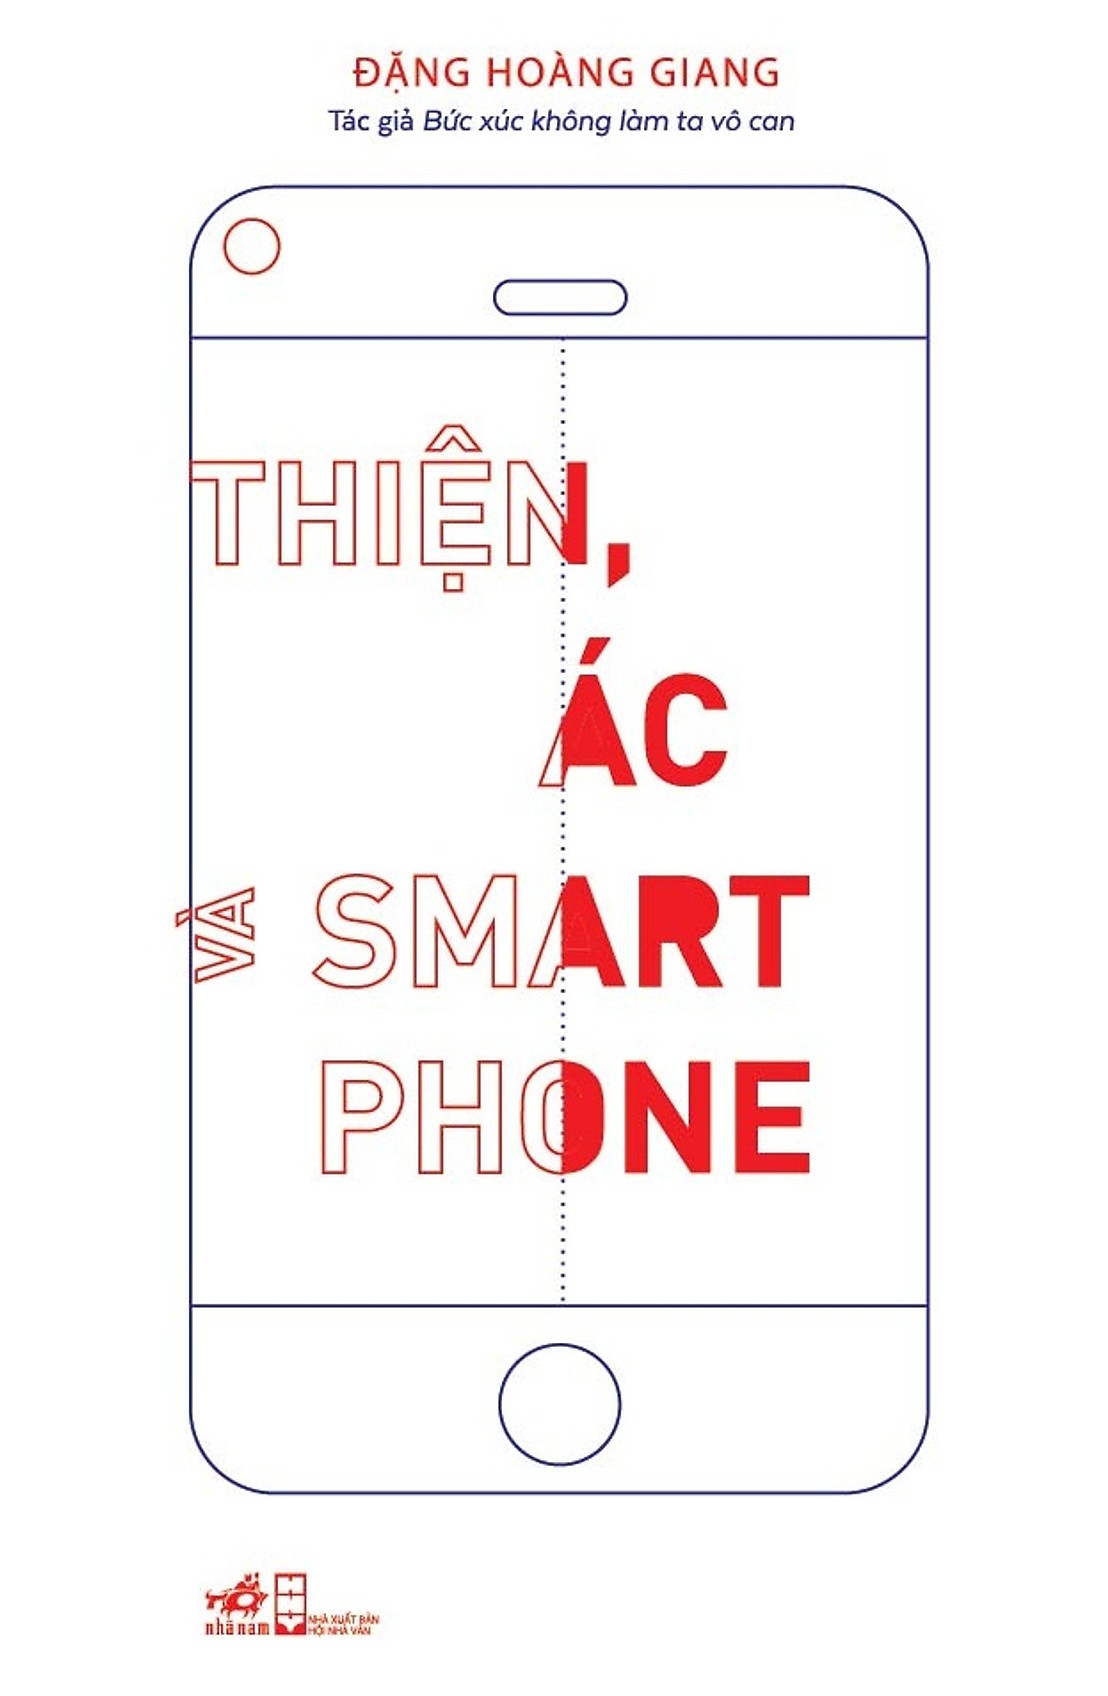 ĐẶNG HOÀNG GIANG
Tác giả Bức xúc không làm ta vô can
THIỆN,
ÁC
VÀ SMART
PHONE
nhã nam
NHÀ XUẤT BẢN
HỘI NHÀ VĂN